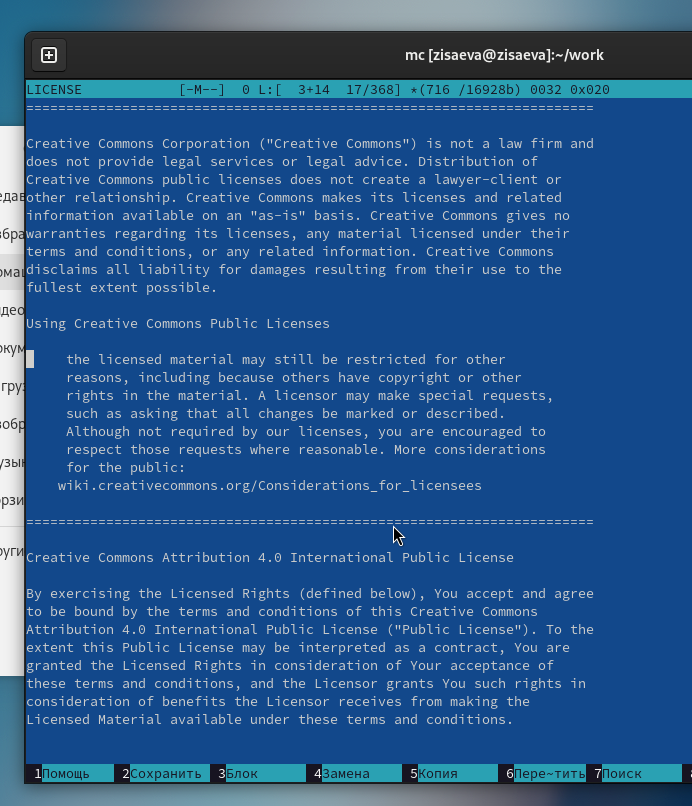 mc [zisaeva@zisaeva]:~/work
LICENSE [-M--] 0 L:[ 3+14 17/368] *(716 /16928b) 0032 0x020
=======================================================================
Creative Commons Corporation ("Creative Commons") is not a law firm and
does not provide legal services or legal advice. Distribution of
Creative Commons public licenses does not create a lawyer-client or
other relationship. Creative Commons makes its licenses and related
information available on an "as-is" basis. Creative Commons gives no
warranties regarding its licenses, any material licensed under their
terms and conditions, or any related information. Creative Commons
disclaims all liability for damages resulting from their use to the
fullest extent possible.
Using Creative Commons Public Licenses
the licensed material may still be restricted for other
reasons, including because others have copyright or other
rights in the material. A licensor may make special requests,
such as asking that all changes be marked or described.
Although not required by our licenses, you are encouraged to
respect those requests where reasonable. More considerations
for the public:
wiki.creativecommons.org/Considerations_for_licensees
=======================================================================
Creative Commons Attribution 4.0 International Public License
By exercising the Licensed Rights (defined below), You accept and agree
to be bound by the terms and conditions of this Creative Commons
Attribution 4.0 International Public License ("Public License"). To the
extent this Public License may be interpreted as a contract, You are
granted the Licensed Rights in consideration of Your acceptance of
these terms and conditions, and the Licensor grants You such rights in
consideration of benefits the Licensor receives from making the
Licensed Material available under these terms and conditions.
1Помощь 2Сохранить 3Блок 4Замена 5Копия 6Пере~тить 7Поиск